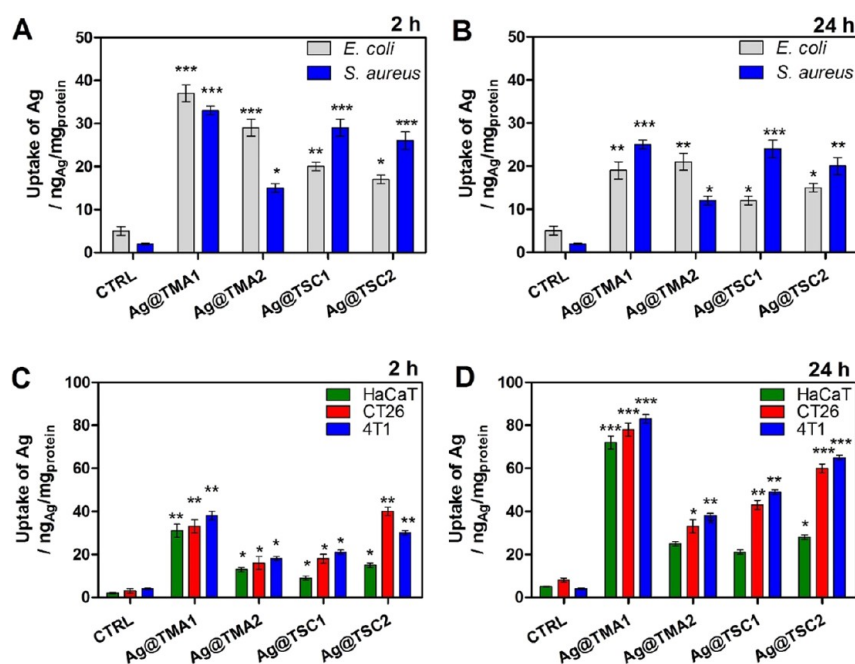 A
2 h
E. coli
S. aureus
Uptake of Ag
/ ngAg/mgprotein
50
40
30
20
10
0
*** *** *** * ** *** * ***
CTRL Ag@TMA1 Ag@TMA2 Ag@TSC1 Ag@TSC2
B
24 h
E. coli
S. aureus
Uptake of Ag
/ ngAg/mgprotein
50
40
30
20
10
0
** *** ** * * *** * **
CTRL Ag@TMA1 Ag@TMA2 Ag@TSC1 Ag@TSC2
C
2 h
HaCaT
CT26
4T1
Uptake of Ag
/ ngAg/mgprotein
100
80
60
40
20
0
** ** ** * * * * * * * ** **
CTRL Ag@TMA1 Ag@TMA2 Ag@TSC1 Ag@TSC2
D
24 h
HaCaT
CT26
4T1
Uptake of Ag
/ ngAg/mgprotein
100
80
60
40
20
0
*** *** *** * ** ** ** * *** ***
CTRL Ag@TMA1 Ag@TMA2 Ag@TSC1 Ag@TSC2